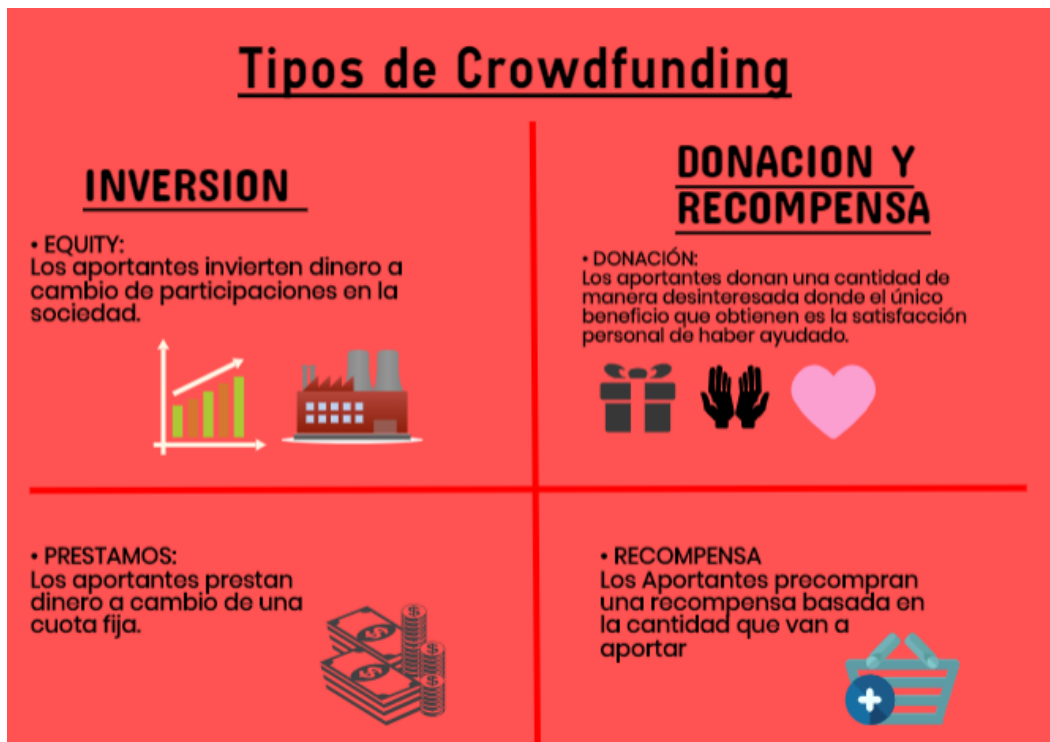 Tipos de Crowdfunding
INVERSION
• EQUITY:
Los aportantes invierten dinero a
cambio de participaciones en la
sociedad.
DONACION Y
RECOMPENSA
• DONACIÓN:
Los aportantes donan una cantidad de
manera desinteresada donde el único
beneficio que obtienen es la satisfacción
personal de haber ayudado.
• PRESTAMOS:
Los aportantes prestan
dinero a cambio de una
cuota fija.
• RECOMPENSA
Los Aportantes precompran
una recompensa basada en
la cantidad que van a
aportar